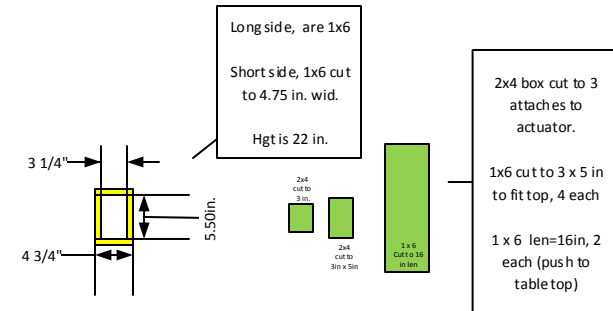 Long side, are 1x6
Short side, 1x6 cut
to 4.75 in. wid.
Hgt is 22 in.
2x4 box cut to 3
attaches to
actuator.
1x6 cut to 3 x 5 in
to fit top, 4 each
1 x 6 len=16in, 2
each (push to
table top)
3 1/4"
5.50in.
4 3/4"
2x4
cut to
3 in.
2x4
cut to
3in x 5in
1 x 6
Cut to 16
in len